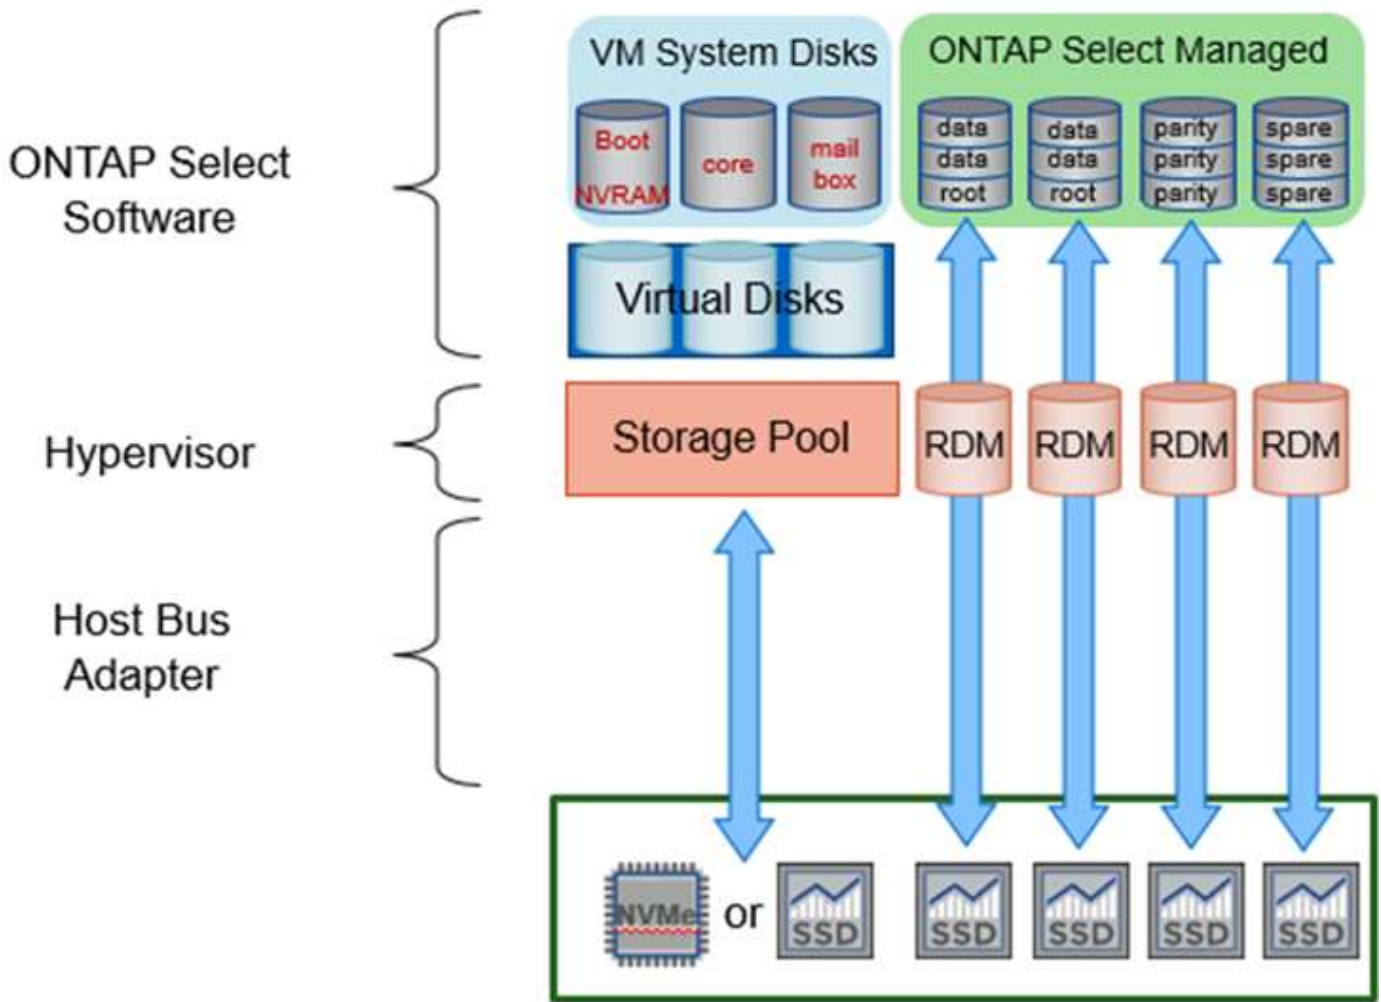 VM System Disks
ONTAP Select Managed
Boot
NVRAM
core
mail
box
data
data
root
data
data
root
parity
parity
parity
spare
spare
spare
ONTAP Select
Software
Virtual Disks
Hypervisor
Storage Pool
RDM
RDM
RDM
RDM
Host Bus
Adapter
NVMe
or
SSD
SSD
SSD
SSD
SSD